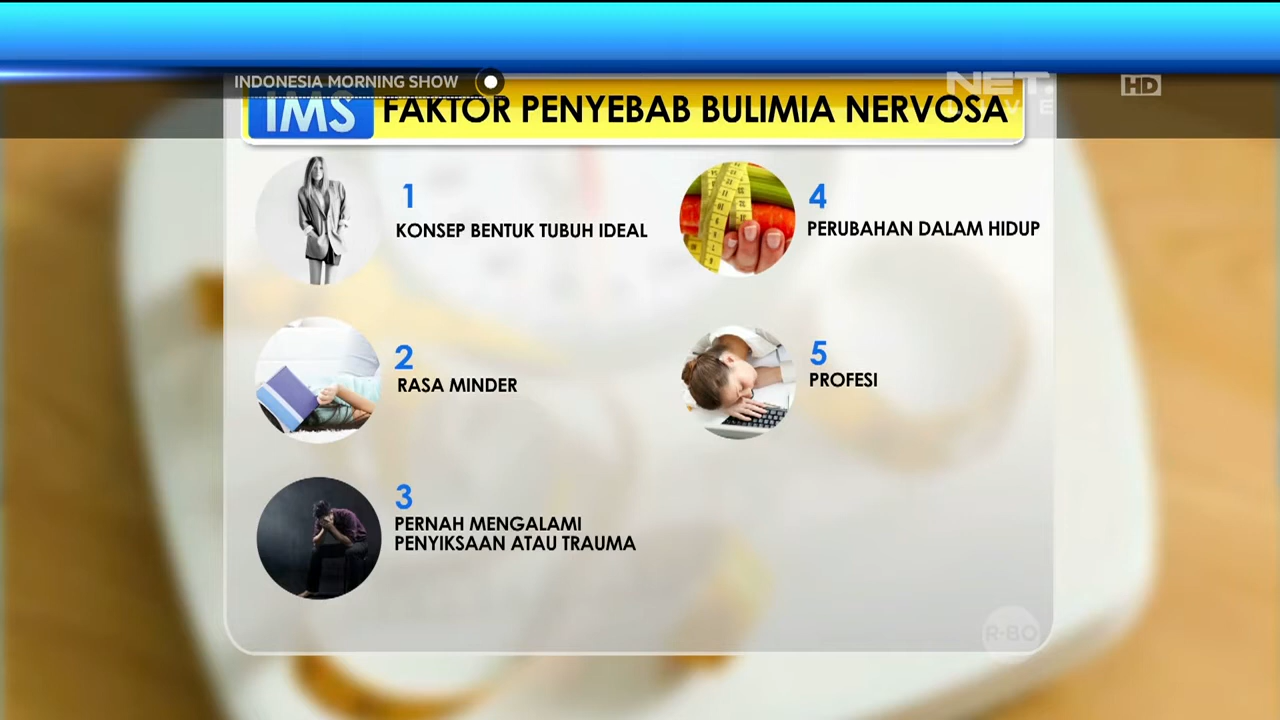 INDONESIA MORNING SHOW
NET.
HD
IMS FAKTOR PENYEBAB BULIMIA NERVOSA
1
KONSEP BENTUK TUBUH IDEAL
2
RASA MINDER
3
PERNAH MENGALAMI
PENYIKSAAN ATAU TRAUMA
4
PERUBAHAN DALAM HIDUP
5
PROFESI
R-BO